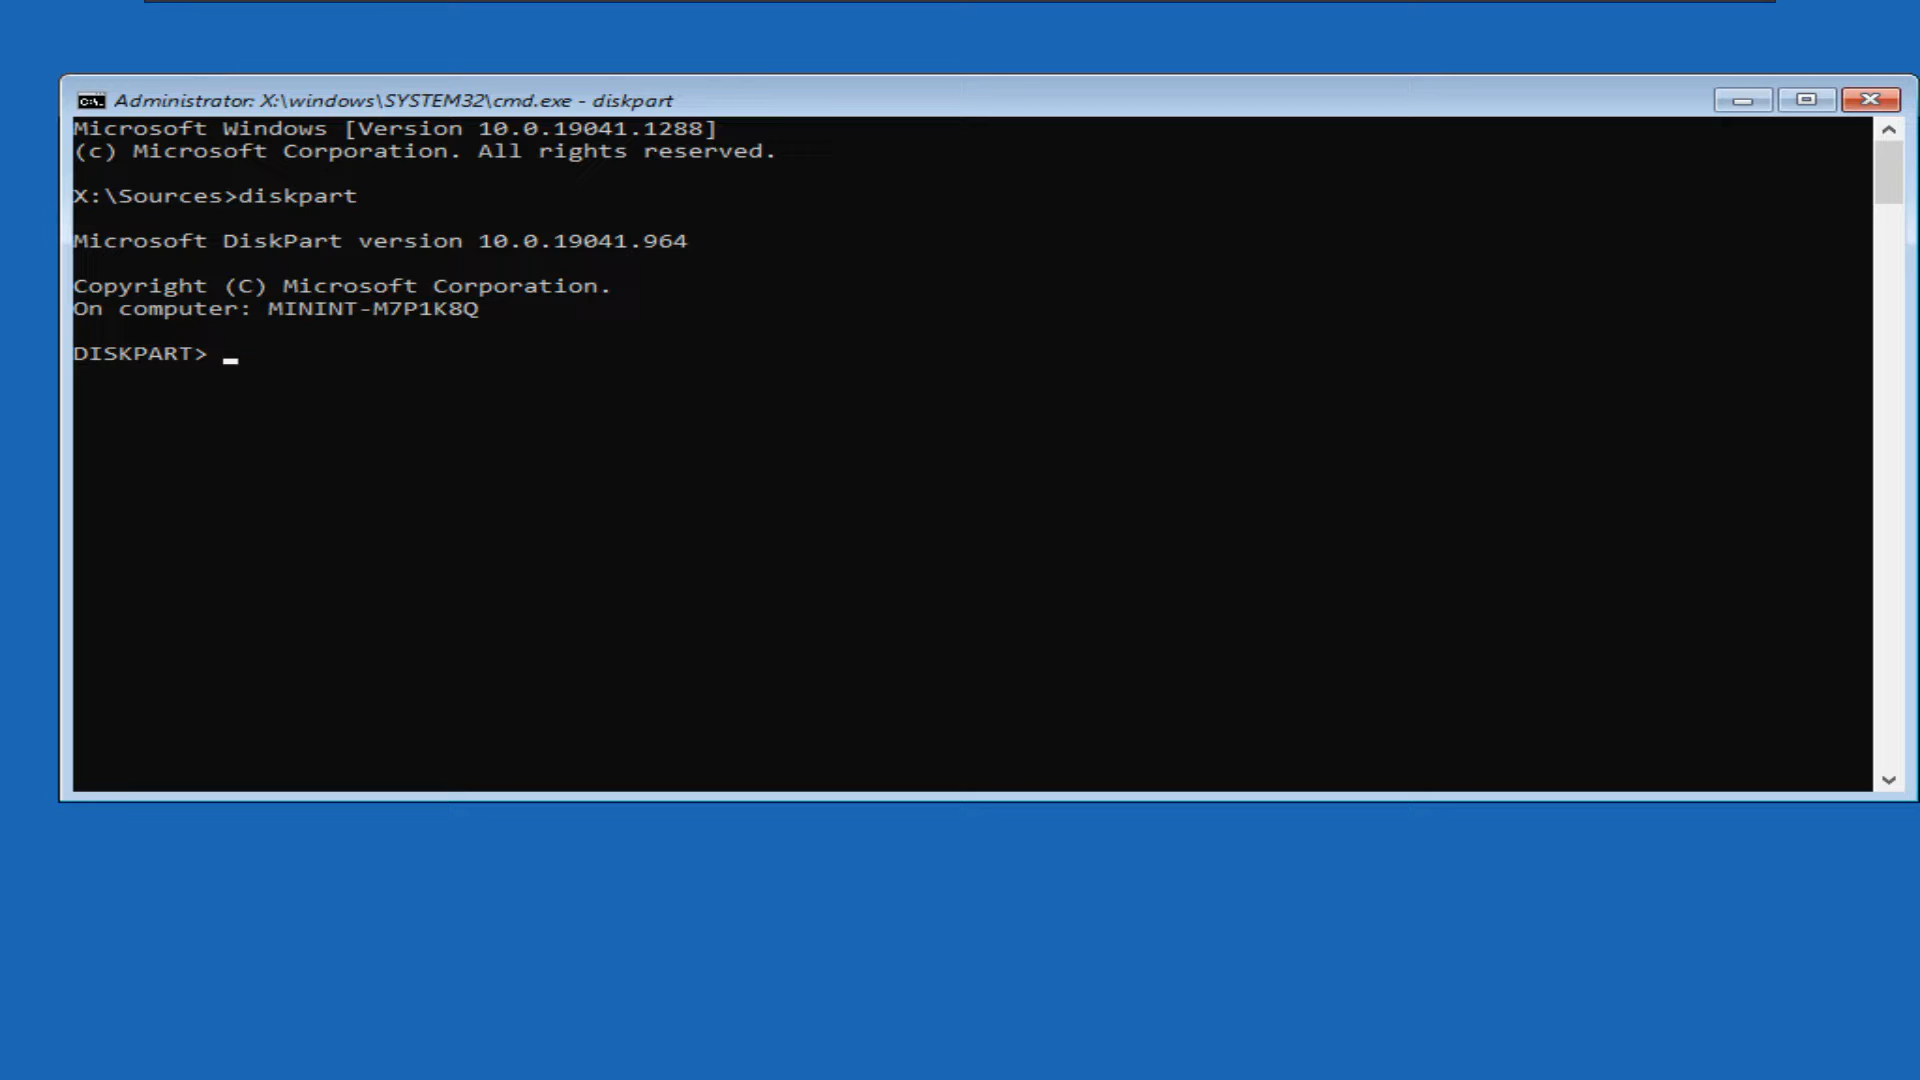 Administrator: X:\windows\SYSTEM32\cmd.exe - diskpart
Microsoft Windows [Version 10.0.19041.1288]
(c) Microsoft Corporation. All rights reserved.
X:\Sources>diskpart
Microsoft DiskPart version 10.0.19041.964
Copyright (C) Microsoft Corporation.
On computer: MININT-M7P1K8Q
DISKPART>